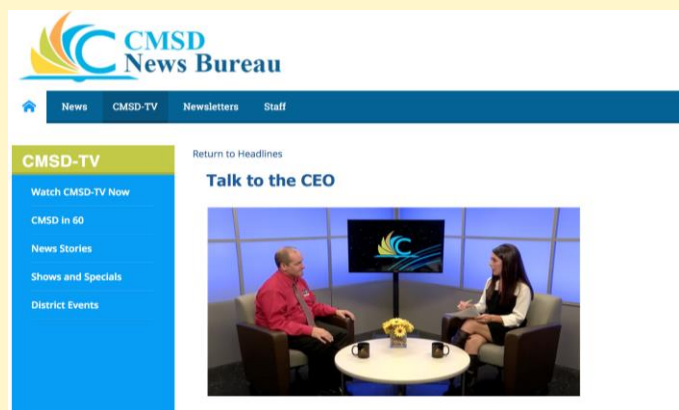 CMSD
News Bureau
News CMSD-TV Newsletters Staff
CMSD-TV
Watch CMSD-TV Now
CMSD in 60
News Stories
Shows and Specials
District Events
Return to Headlines
Talk to the CEO